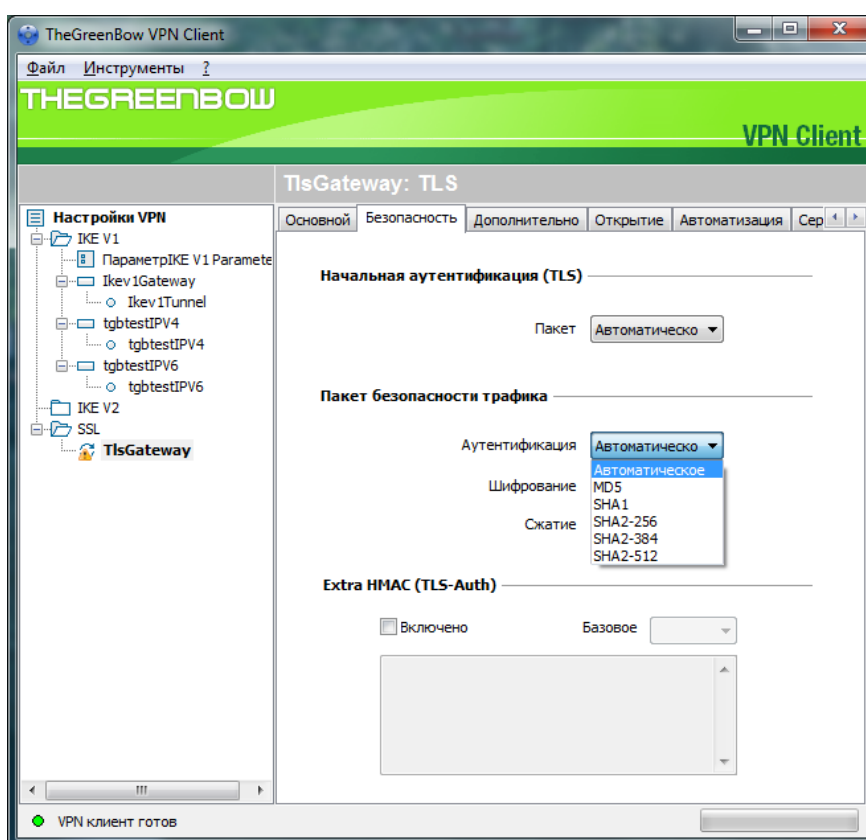 TheGreenBow VPN Client
Файл Инструменты ?
THEGREENBOW
VPN Client
TlsGateway: TLS
Настройки VPN
IKE V1
ПараметрIKE V1 Paramete
Ikev1Gateway
Ikev1Tunnel
tgbtestIPV4
tgbtestIPV4
tgbtestIPV6
tgbtestIPV6
IKE V2
SSL
TlsGateway
Основной Безопасность Дополнительно Открытие Автоматизация Сер
Начальная аутентификация (TLS)
Пакет Автоматическо
Пакет безопасности трафика
Аутентификация Автоматическо
Автоматическое
Шифрование MD5
SHA1
Сжатие SHA2-256
SHA2-384
SHA2-512
Extra HMAC (TLS-Auth)
Включено Базовое
VPN клиент готов